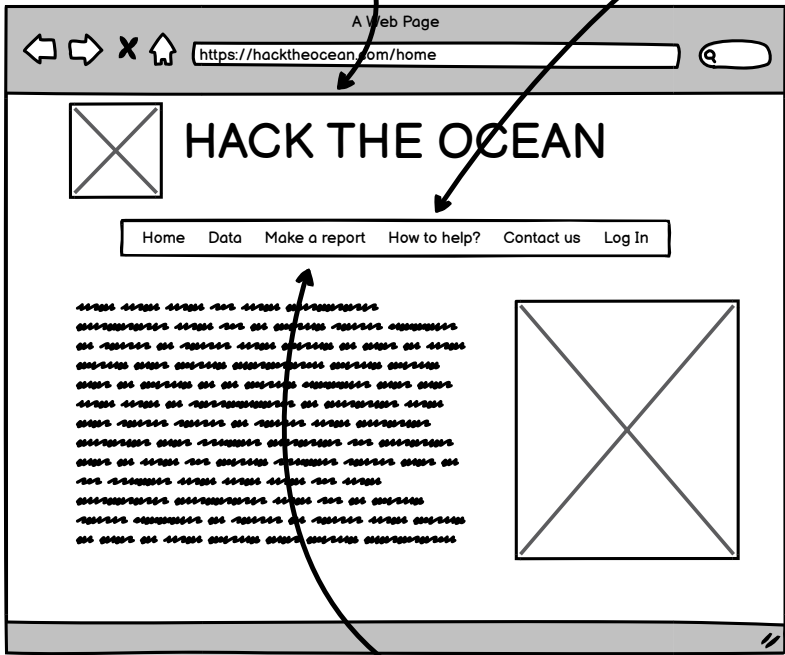 A Web Page
https://hacktheocean.com/home
HACK THE OCEAN
Home Data Make a report How to help? Contact us Log In